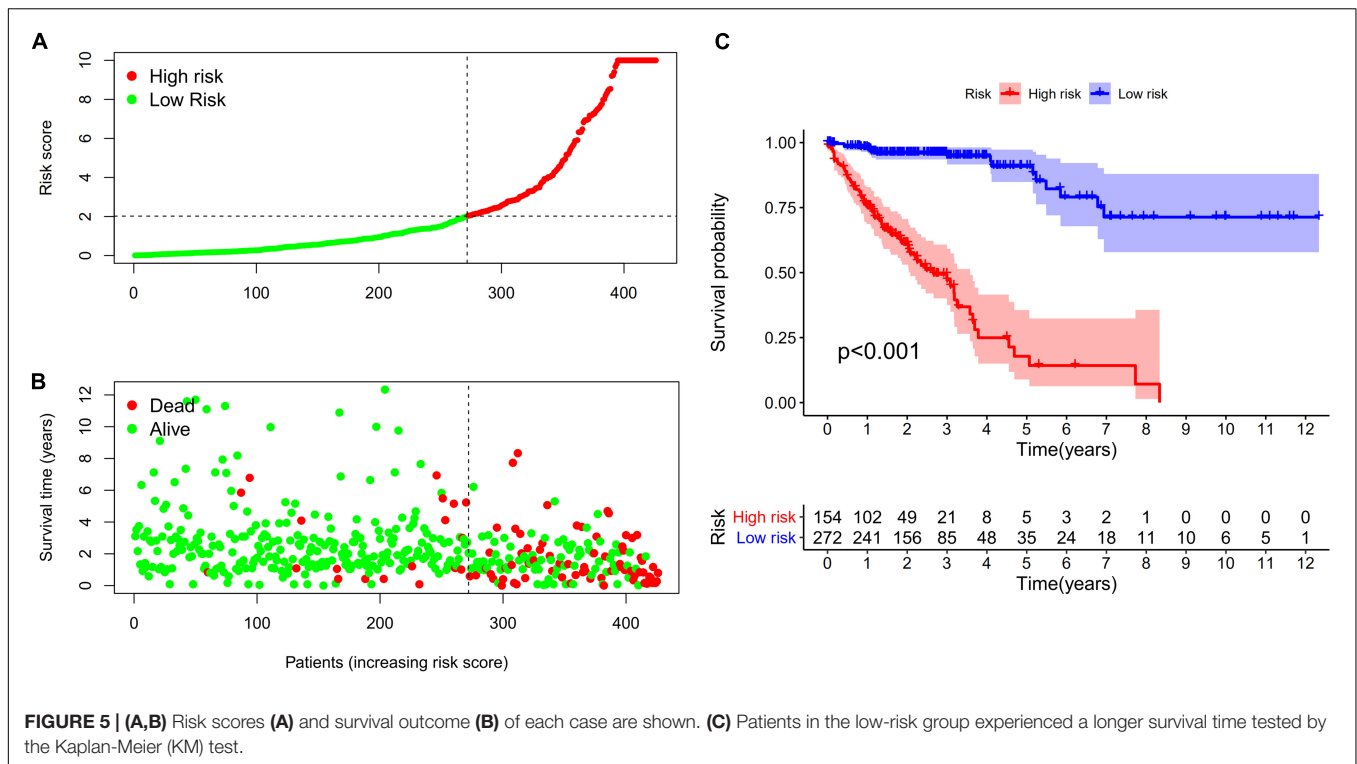 A
Risk score
10
8
6
4
2
0
High risk
Low Risk
0 100 200 300 400
B
Survival time (years)
12
10
8
6
4
2
0
Dead
Alive
0 100 200 300 400
Patients (increasing risk score)
C
Risk High risk Low risk
Survival probability
1.00
0.75
0.50
0.25
0.00
p<0.001
0 1 2 3 4 5 6 7 8 9 10 11 12
Time(years)
Risk
High risk 154 102 49 21 8 5 3 2 1 0 0 0 0
Low risk 272 241 156 85 48 35 24 18 11 10 6 5 1
0 1 2 3 4 5 6 7 8 9 10 11 12
Time(years)
FIGURE 5 | (A,B) Risk scores (A) and survival outcome (B) of each case are shown. (C) Patients in the low-risk group experienced a longer survival time tested by
the Kaplan-Meier (KM) test.